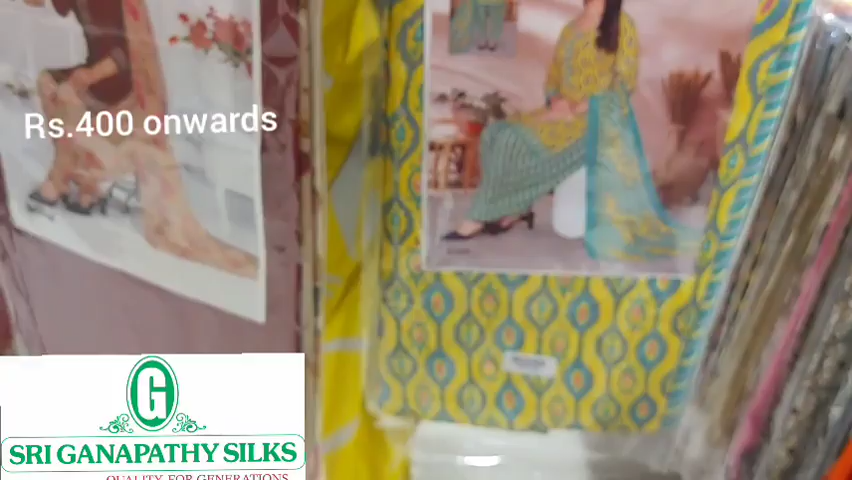 Rs.400 onwards
G
SRI GANAPATHY SILKS
QUALITY FOR GENERATIONS